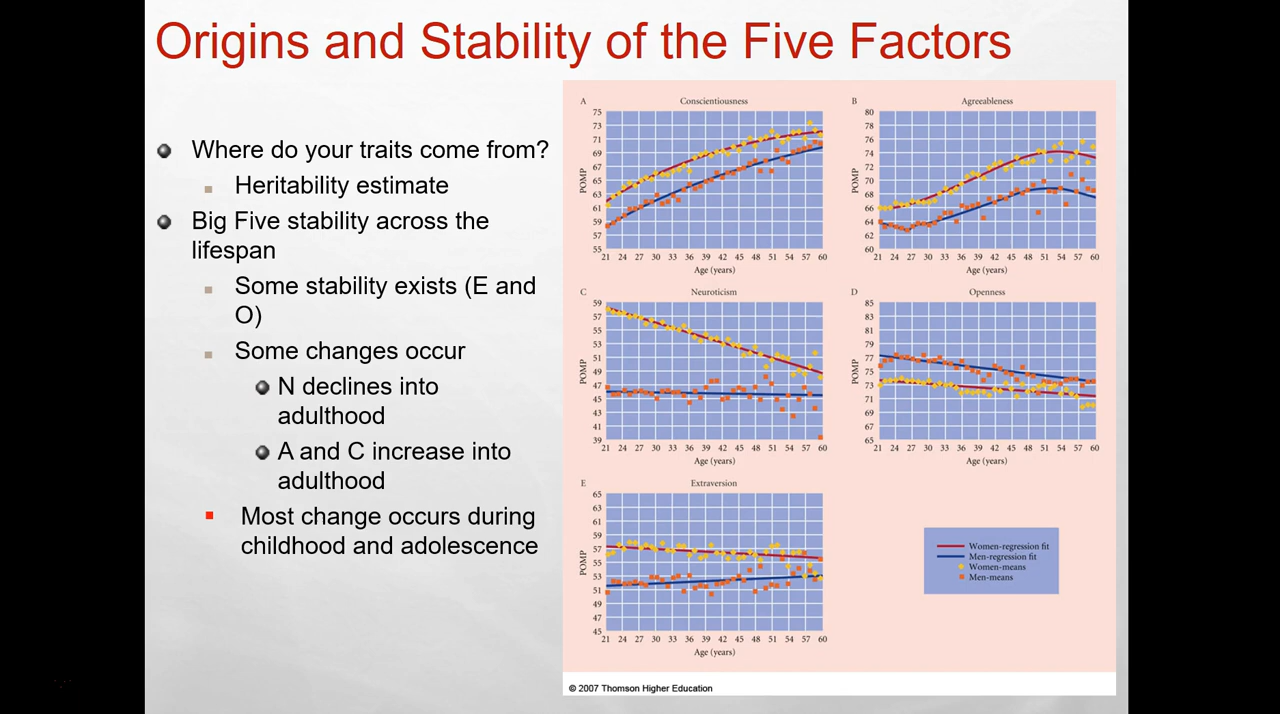 Origins and Stability of the Five Factors
Where do your traits come from?
Heritability estimate
Big Five stability across the
lifespan
Some stability exists (E and
O)
Some changes occur
N declines into
adulthood
A and C increase into
adulthood
Most change occurs during
childhood and adolescence
A Conscientiousness
75
73
71
69
67
65
63
61
59
57
55
POMP
21 24 27 30 33 36 39 42 45 48 51 54 57 60
Age (years)
B Agreeableness
80
78
76
74
72
70
68
66
64
62
60
POMP
21 24 27 30 33 36 39 42 45 48 51 54 57 60
Age (years)
C Neuroticism
59
57
55
53
51
49
47
45
43
41
39
POMP
21 24 27 30 33 36 39 42 45 48 51 54 57 60
Age (years)
D Openness
85
83
81
79
77
75
73
71
69
67
65
POMP
21 24 27 30 33 36 39 42 45 48 51 54 57 60
Age (years)
E Extraversion
65
63
61
59
57
55
53
51
49
47
45
POMP
21 24 27 30 33 36 39 42 45 48 51 54 57 60
Age (years)
Women-regression fit
Men-regression fit
Women-means
Men-means
© 2007 Thomson Higher Education